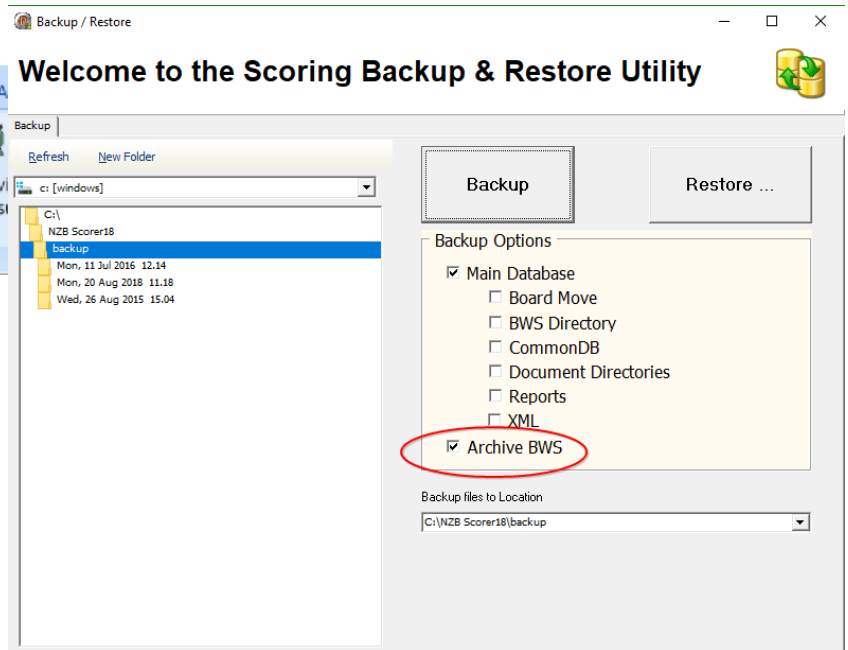 Backup / Restore
Welcome to the Scoring Backup & Restore Utility
Backup
Refresh New Folder
c: [windows]
C:\
NZB Scorer18
backup
Mon, 11 Jul 2016 12.14
Mon, 20 Aug 2018 11.18
Wed, 26 Aug 2015 15.04
Backup
Restore ...
Backup Options
Main Database
Board Move
BWS Directory
CommonDB
Document Directories
Reports
XML
Archive BWS
Backup files to Location
C:\NZB Scorer18\backup